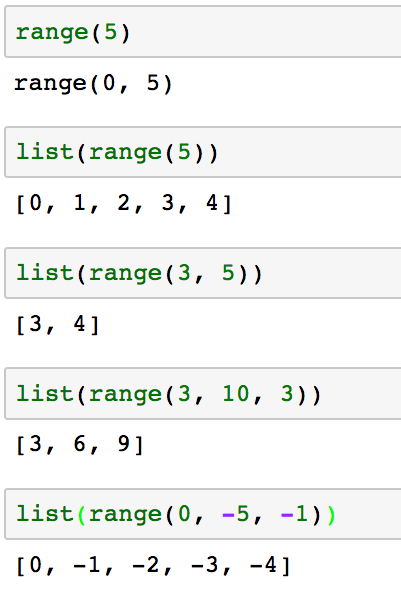 range(5)
range(0, 5)
list(range(5))
[0, 1, 2, 3, 4]
list(range(3, 5))
[3, 4]
list(range(3, 10, 3))
[3, 6, 9]
list(range(0, -5, -1))
[0, -1, -2, -3, -4]